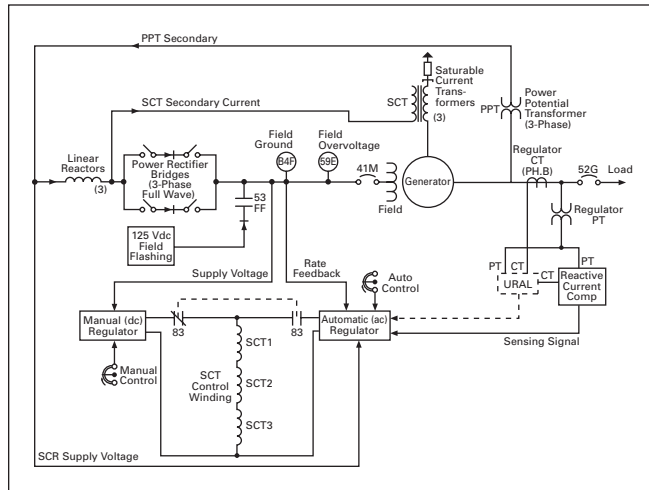 PPT Secondary
Saturable
Current
Trans-
formers
(3)
SCT
SCT Secondary Current
PPT
Power
Potential
Transformer
(3-Phase)
Field
Ground
Field
Overvoltage
Linear
Reactors
(3)
Power Rectifier
Bridges
(3-Phase
Full Wave)
B4F
59E
41M
Generator
Regulator
CT
(PH.B)
52G
Load
Field
53
FF
Regulator
PT
125 Vdc
Field
Flashing
Supply Voltage
Rate
Feedback
Auto
Control
PT
CT
PT
URAL
CT
Reactive
Current
Comp
Manual (dc)
Regulator
83
83
Automatic (ac)
Regulator
Sensing Signal
Manual
Control
SCT
Control
Winding
SCT1
SCT2
SCT3
SCR Supply Voltage